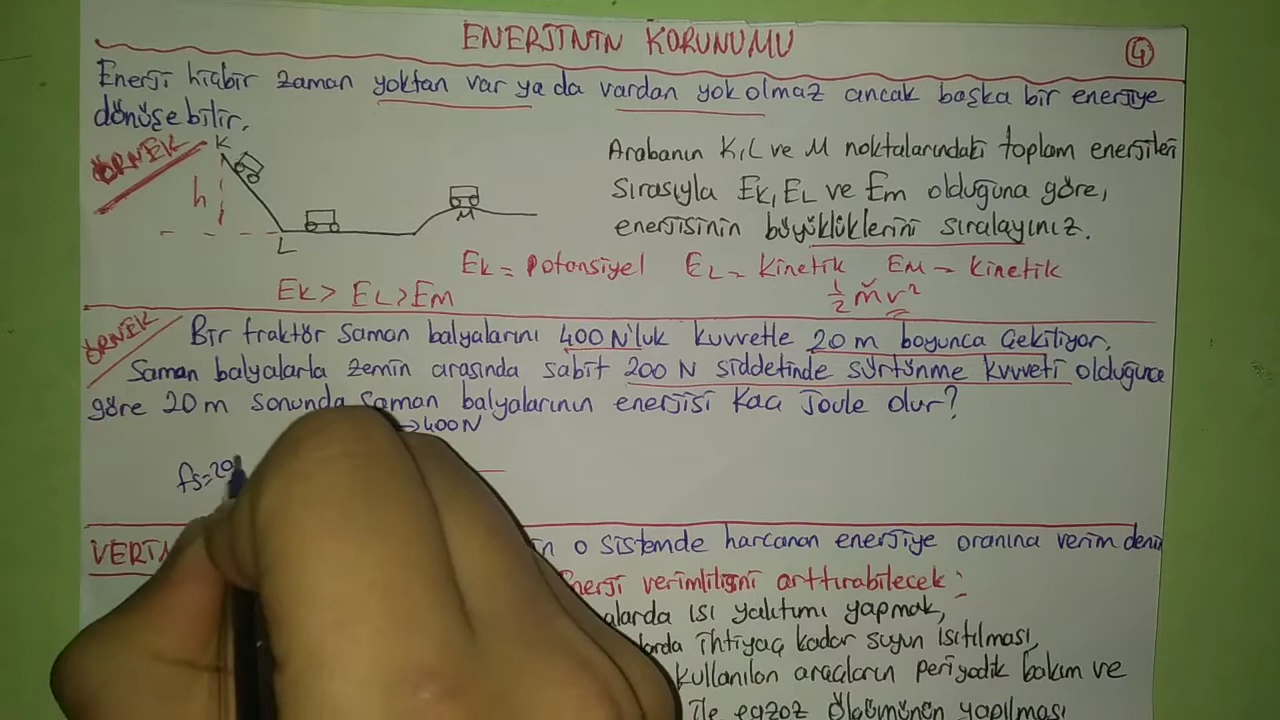 ENERJİNİN KORUNUMU
4
Enerji hiçbir zaman yoktan var ya da vardan yok olmaz ancak başka bir enerjiye
dönüşebilir.
ÖRNEK
K
h
L
M
Arabanın K,L ve M noktalarındaki toplam enerjileri
sırasıyla EK, EL ve Em olduğuna göre,
enerjisinin büyüklüklerini sıralayınız.
EK = Potansiyel EL = Kinetik EM = Kinetik
1/2 mv²
EK > EL > Em
ÖRNEK
Bir traktör saman balyalarını 400 N'luk kuvvetle 20 m boyunca çekiliyor.
Saman balyalarla zemin arasında sabit 200 N şiddetinde sürtünme kuvveti olduğuna
göre 20 m sonunda saman balyalarının enerjisi kaç joule olur?
→400N
fs=20
VERİM
o sistemde harcanan enerjiye oranına verim denir
Enerji verimliliğini arttırabilecek:
ısı yalıtımı yapmak,
ihtiyaç kadar suyun ısıtılması,
kullanılan araçların periyodik bakım ve
ile egzoz ölçümünün yapılması